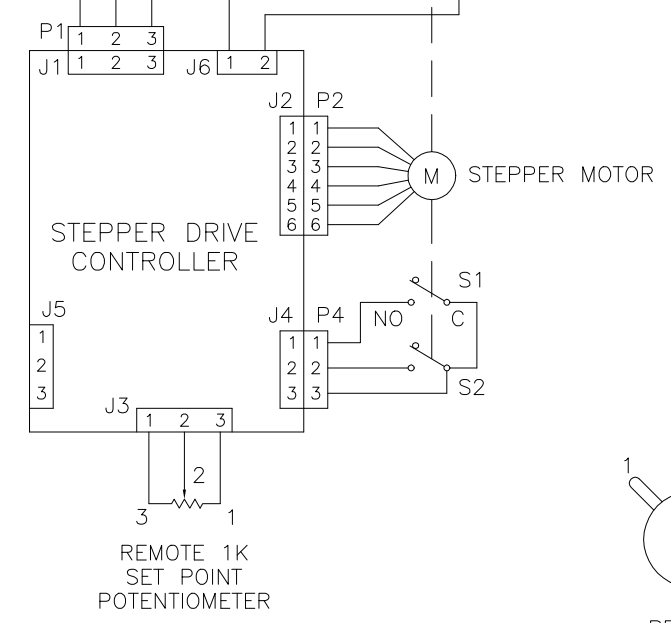 P1
1 2 3
J1 1 2 3
J6 1 2
J2 P2
1 1
2 2
3 3
4 4
5 5
6 6
M
STEPPER MOTOR
STEPPER DRIVE
CONTROLLER
S1
NO C
S2
J5
1
2
3
J4 P4
1 1
2 2
3 3
J3
1 2 3
2
3 1
REMOTE 1K
SET POINT
POTENTIOMETER
1